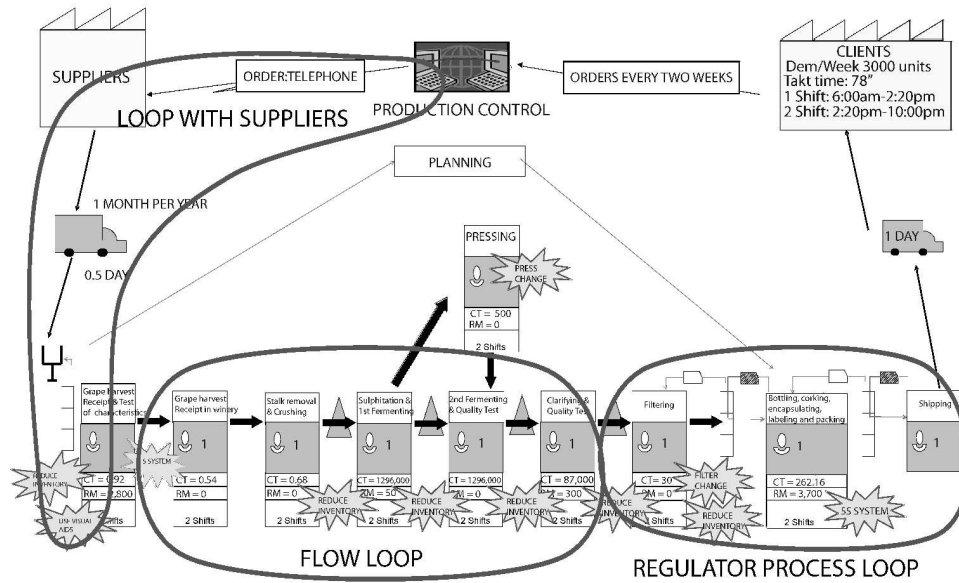 SUPPLIERS
ORDER:TELEPHONE
PRODUCTION CONTROL
ORDERS EVERY TWO WEEKS
CLIENTS
Dem/Week 3000 units
Takt time: 78"
1 Shift: 6:00am-2:20pm
2 Shift: 2:20pm-10:00pm
LOOP WITH SUPPLIERS
PLANNING
1 MONTH PER YEAR
0.5 DAY
1 DAY
PRESSING
PRESS
CHANGE
CT = 500
RM = 0
2 Shifts
Grape harvest
Receipt & Test
of characteristics
1
CT = 0.92
RM = 2,800
2 Shifts
REDUCE
INVENTORY
USE VISUAL
AIDS
5 SYSTEM
Grape harvest
Receipt in winery
1
CT = 0.54
RM = 0
2 Shifts
Stalk removal
& Crushing
1
CT = 0.68
RM = 0
2 Shifts
REDUCE
INVENTORY
Sulphitation &
1st Fermenting
1
CT = 1296,000
RM = 50
2 Shifts
REDUCE
INVENTORY
2nd Fermenting
& Quality Test
1
CT = 1296,000
RM = 0
2 Shifts
REDUCE
INVENTORY
Clarifying &
Quality Test
1
CT = 87,000
RM = 300
2 Shifts
REDUCE
INVENTORY
Filtering
1
CT = 30
RM = 0
2 Shifts
FILTER
CHANGE
REDUCE
INVENTORY
Bottling, corking,
encapsulating,
labeling and packing
1
CT = 262.16
RM = 3,700
2 Shifts
5S SYSTEM
Shipping
1
FLOW LOOP
REGULATOR PROCESS LOOP